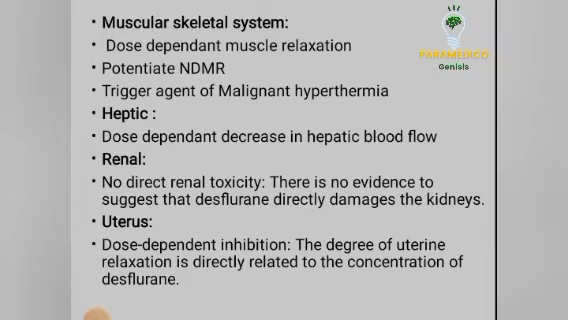 • Muscular skeletal system:
• Dose dependant muscle relaxation
• Potentiate NDMR
• Trigger agent of Malignant hyperthermia
• Heptic :
• Dose dependant decrease in hepatic blood flow
• Renal:
• No direct renal toxicity: There is no evidence to
suggest that desflurane directly damages the kidneys.
• Uterus:
• Dose-dependent inhibition: The degree of uterine
relaxation is directly related to the concentration of
desflurane.
PARAMEDICO
Genisis